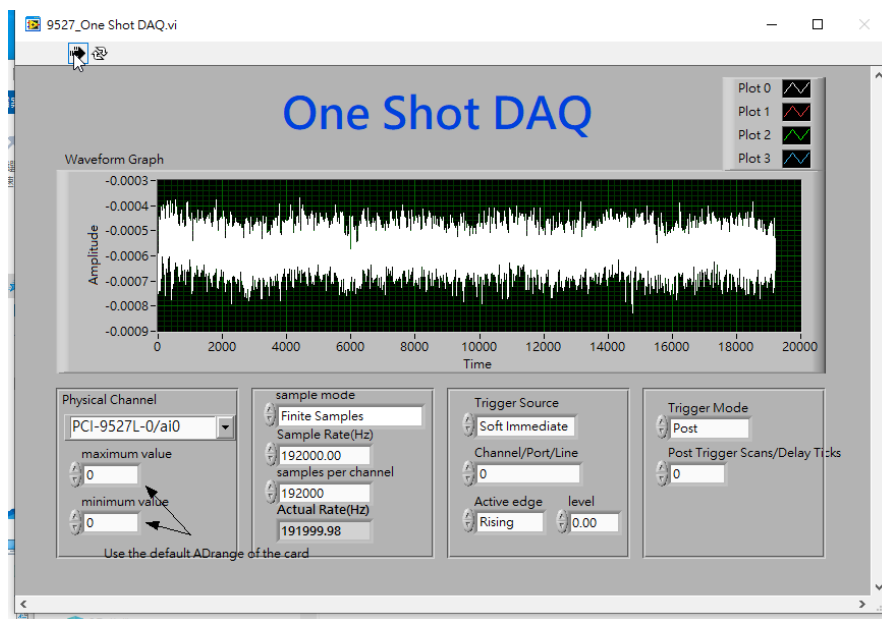 9527_One Shot DAQ.vi
One Shot DAQ
Plot 0
Plot 1
Plot 2
Plot 3
Waveform Graph
Amplitude
-0.0003
-0.0004
-0.0005
-0.0006
-0.0007
-0.0008
-0.0009
0 2000 4000 6000 8000 10000 12000 14000 16000 18000 20000
Time
Physical Channel
PCI-9527L-0/ai0
maximum value
0
minimum value
0
Use the default ADrange of the card
sample mode
Finite Samples
Sample Rate(Hz)
192000.00
samples per channel
192000
Actual Rate(Hz)
191999.98
Trigger Source
Soft Immediate
Channel/Port/Line
0
Active edge level
Rising 0.00
Trigger Mode
Post
Post Trigger Scans/Delay Ticks
0